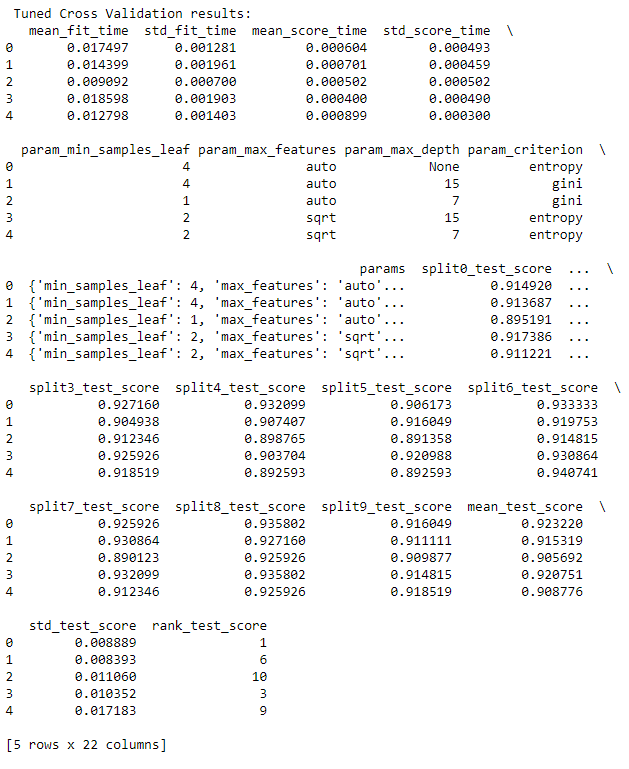 Tuned Cross Validation results:
mean_fit_time std_fit_time mean_score_time std_score_time \
0 0.017497 0.001281 0.000604 0.000493
1 0.014399 0.001961 0.000701 0.000459
2 0.009092 0.000700 0.000502 0.000502
3 0.018598 0.001903 0.000400 0.000490
4 0.012798 0.001403 0.000899 0.000300
param_min_samples_leaf param_max_features param_max_depth param_criterion \
0 4 auto None entropy
1 4 auto 15 gini
2 1 auto 7 gini
3 2 sqrt 15 entropy
4 2 sqrt 7 entropy
params split0_test_score ... \
0 {'min_samples_leaf': 4, 'max_features': 'auto'... 0.914920 ...
1 {'min_samples_leaf': 4, 'max_features': 'auto'... 0.913687 ...
2 {'min_samples_leaf': 1, 'max_features': 'auto'... 0.895191 ...
3 {'min_samples_leaf': 2, 'max_features': 'sqrt'... 0.917386 ...
4 {'min_samples_leaf': 2, 'max_features': 'sqrt'... 0.911221 ...
split3_test_score split4_test_score split5_test_score split6_test_score \
0 0.927160 0.932099 0.906173 0.933333
1 0.904938 0.907407 0.916049 0.919753
2 0.912346 0.898765 0.891358 0.914815
3 0.925926 0.903704 0.920988 0.930864
4 0.918519 0.892593 0.892593 0.940741
split7_test_score split8_test_score split9_test_score mean_test_score \
0 0.925926 0.935802 0.916049 0.923220
1 0.930864 0.927160 0.911111 0.915319
2 0.890123 0.925926 0.909877 0.905692
3 0.932099 0.935802 0.914815 0.920751
4 0.912346 0.925926 0.918519 0.908776
std_test_score rank_test_score
0 0.008889 1
1 0.008393 6
2 0.011060 10
3 0.010352 3
4 0.017183 9
[5 rows x 22 columns]